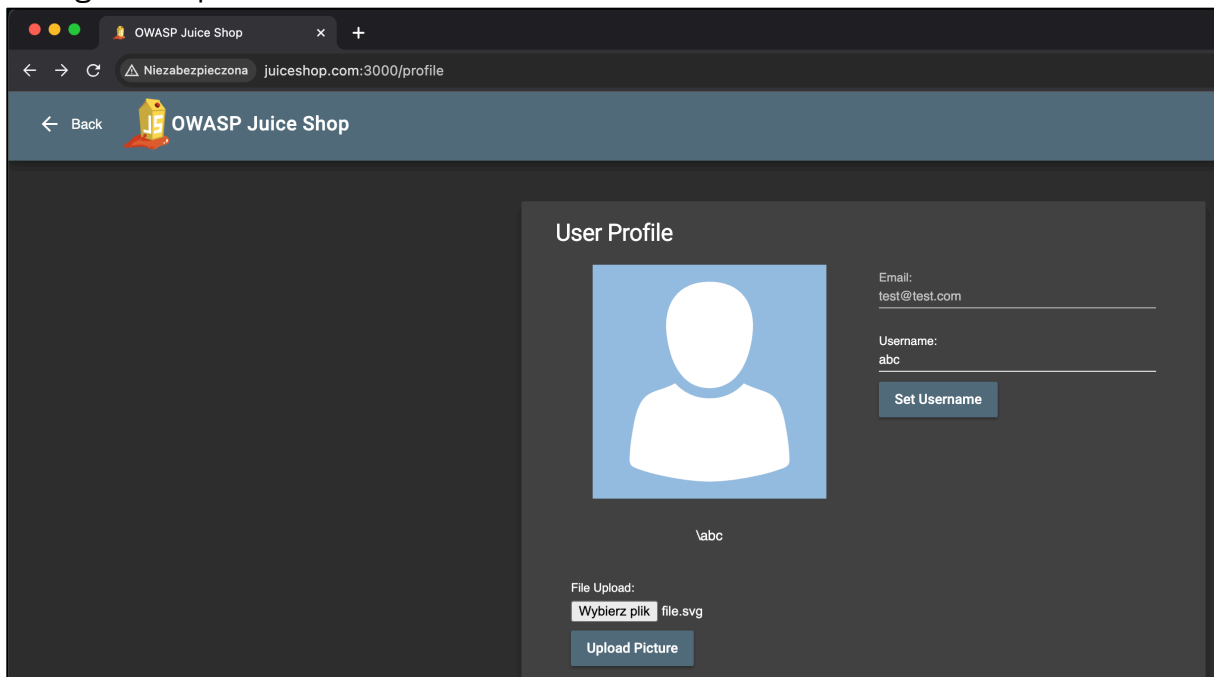 OWASP Juice Shop
Niezabezpieczona juiceshop.com:3000/profile
Back
JS
OWASP Juice Shop
User Profile
Email:
test@test.com
Username:
abc
Set Username
\abc
File Upload:
Wybierz plik file.svg
Upload Picture